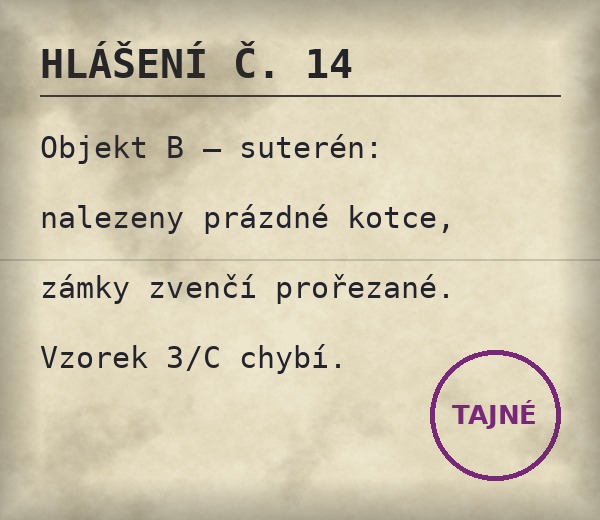 HLÁŠENÍ Č. 14
Objekt B — suterén:
nalezeny prázdné kotce,
zámky zvenčí prořezané.
Vzorek 3/C chybí.
TAJNÉ